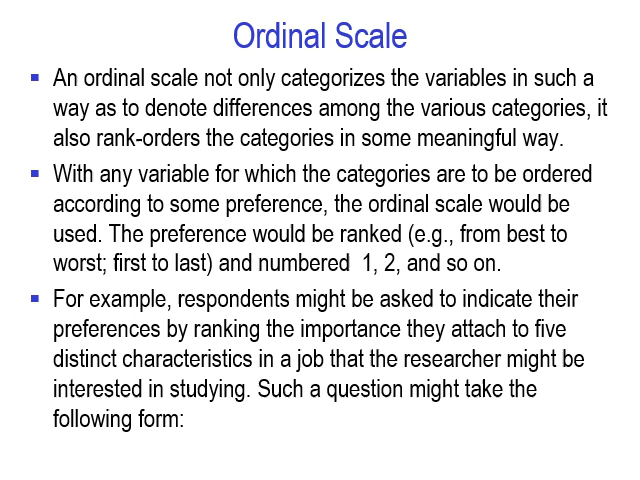 Ordinal Scale
An ordinal scale not only categorizes the variables in such a
way as to denote differences among the various categories, it
also rank-orders the categories in some meaningful way.
With any variable for which the categories are to be ordered
according to some preference, the ordinal scale would be
used. The preference would be ranked (e.g., from best to
worst; first to last) and numbered  1, 2, and so on.
For example, respondents might be asked to indicate their
preferences by ranking the importance they attach to five
distinct characteristics in a job that the researcher might be
interested in studying. Such a question might take the
following form: